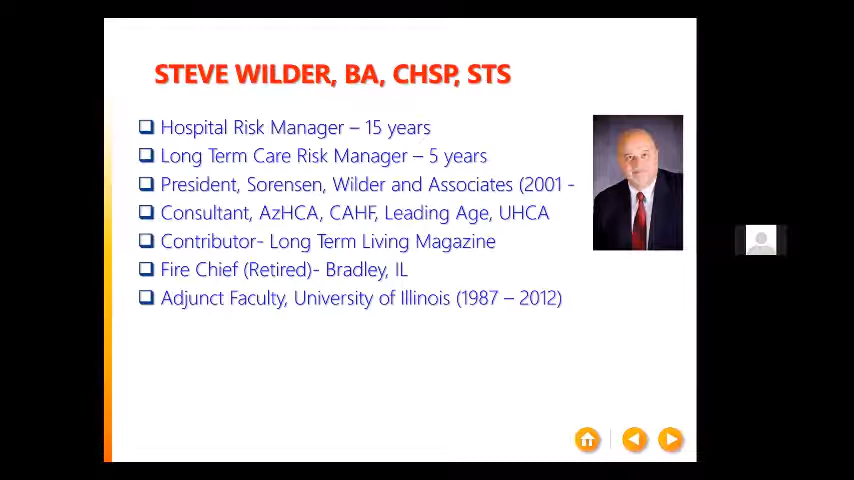 STEVE WILDER, BA, CHSP, STS
Hospital Risk Manager – 15 years
Long Term Care Risk Manager – 5 years
President, Sorensen, Wilder and Associates (2001 -
Consultant, AzHCA, CAHF, Leading Age, UHCA
Contributor- Long Term Living Magazine
Fire Chief (Retired)- Bradley, IL
Adjunct Faculty, University of Illinois (1987 – 2012)